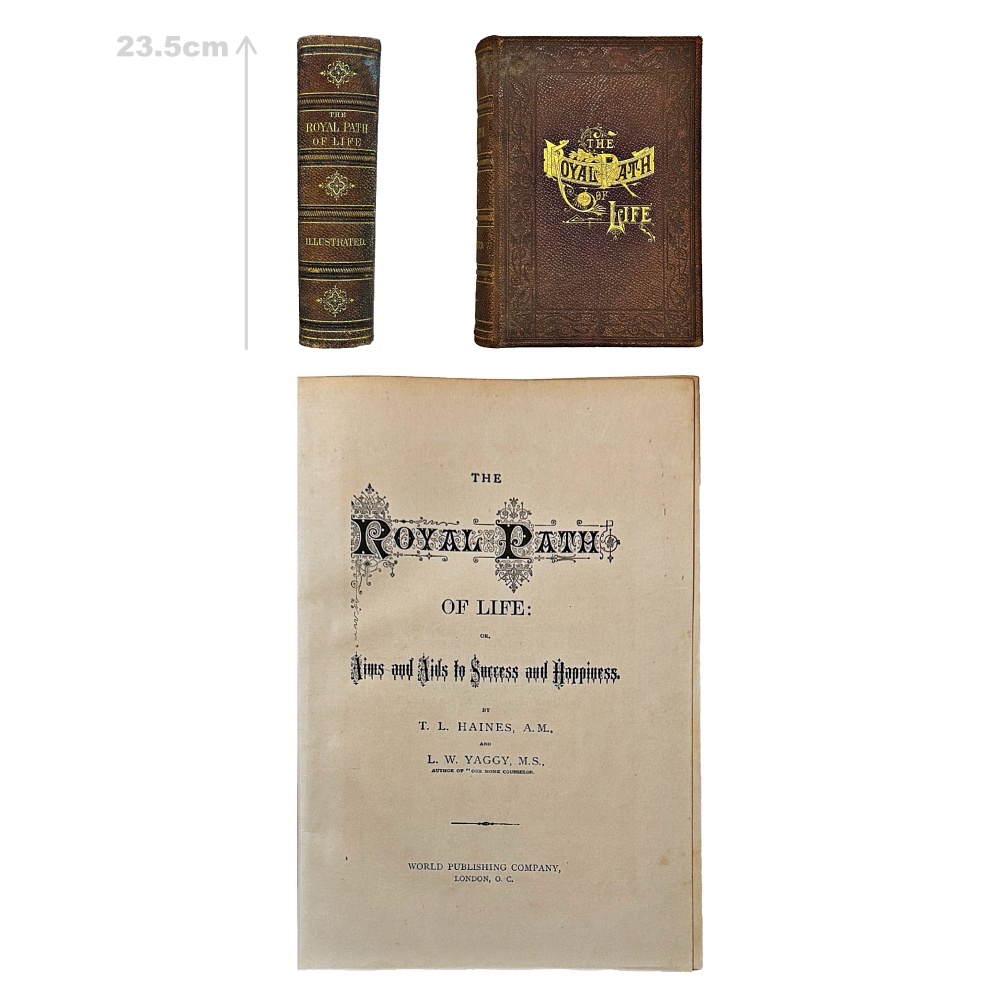 23.5cm
THE
ROYAL PATH
OF LIFE
ILLUSTRATED.
THE
ROYAL PATH
OF
LIFE
THE
ROYAL PATH
OF LIFE:
OR,
Aims and Aids to Success and Happiness.
BY
T. L. HAINES, A.M.,
AND
L. W. YAGGY, M.S.,
AUTHOR OF "OUR HOME COUNSELOR.
WORLD PUBLISHING COMPANY,
LONDON, O. C.